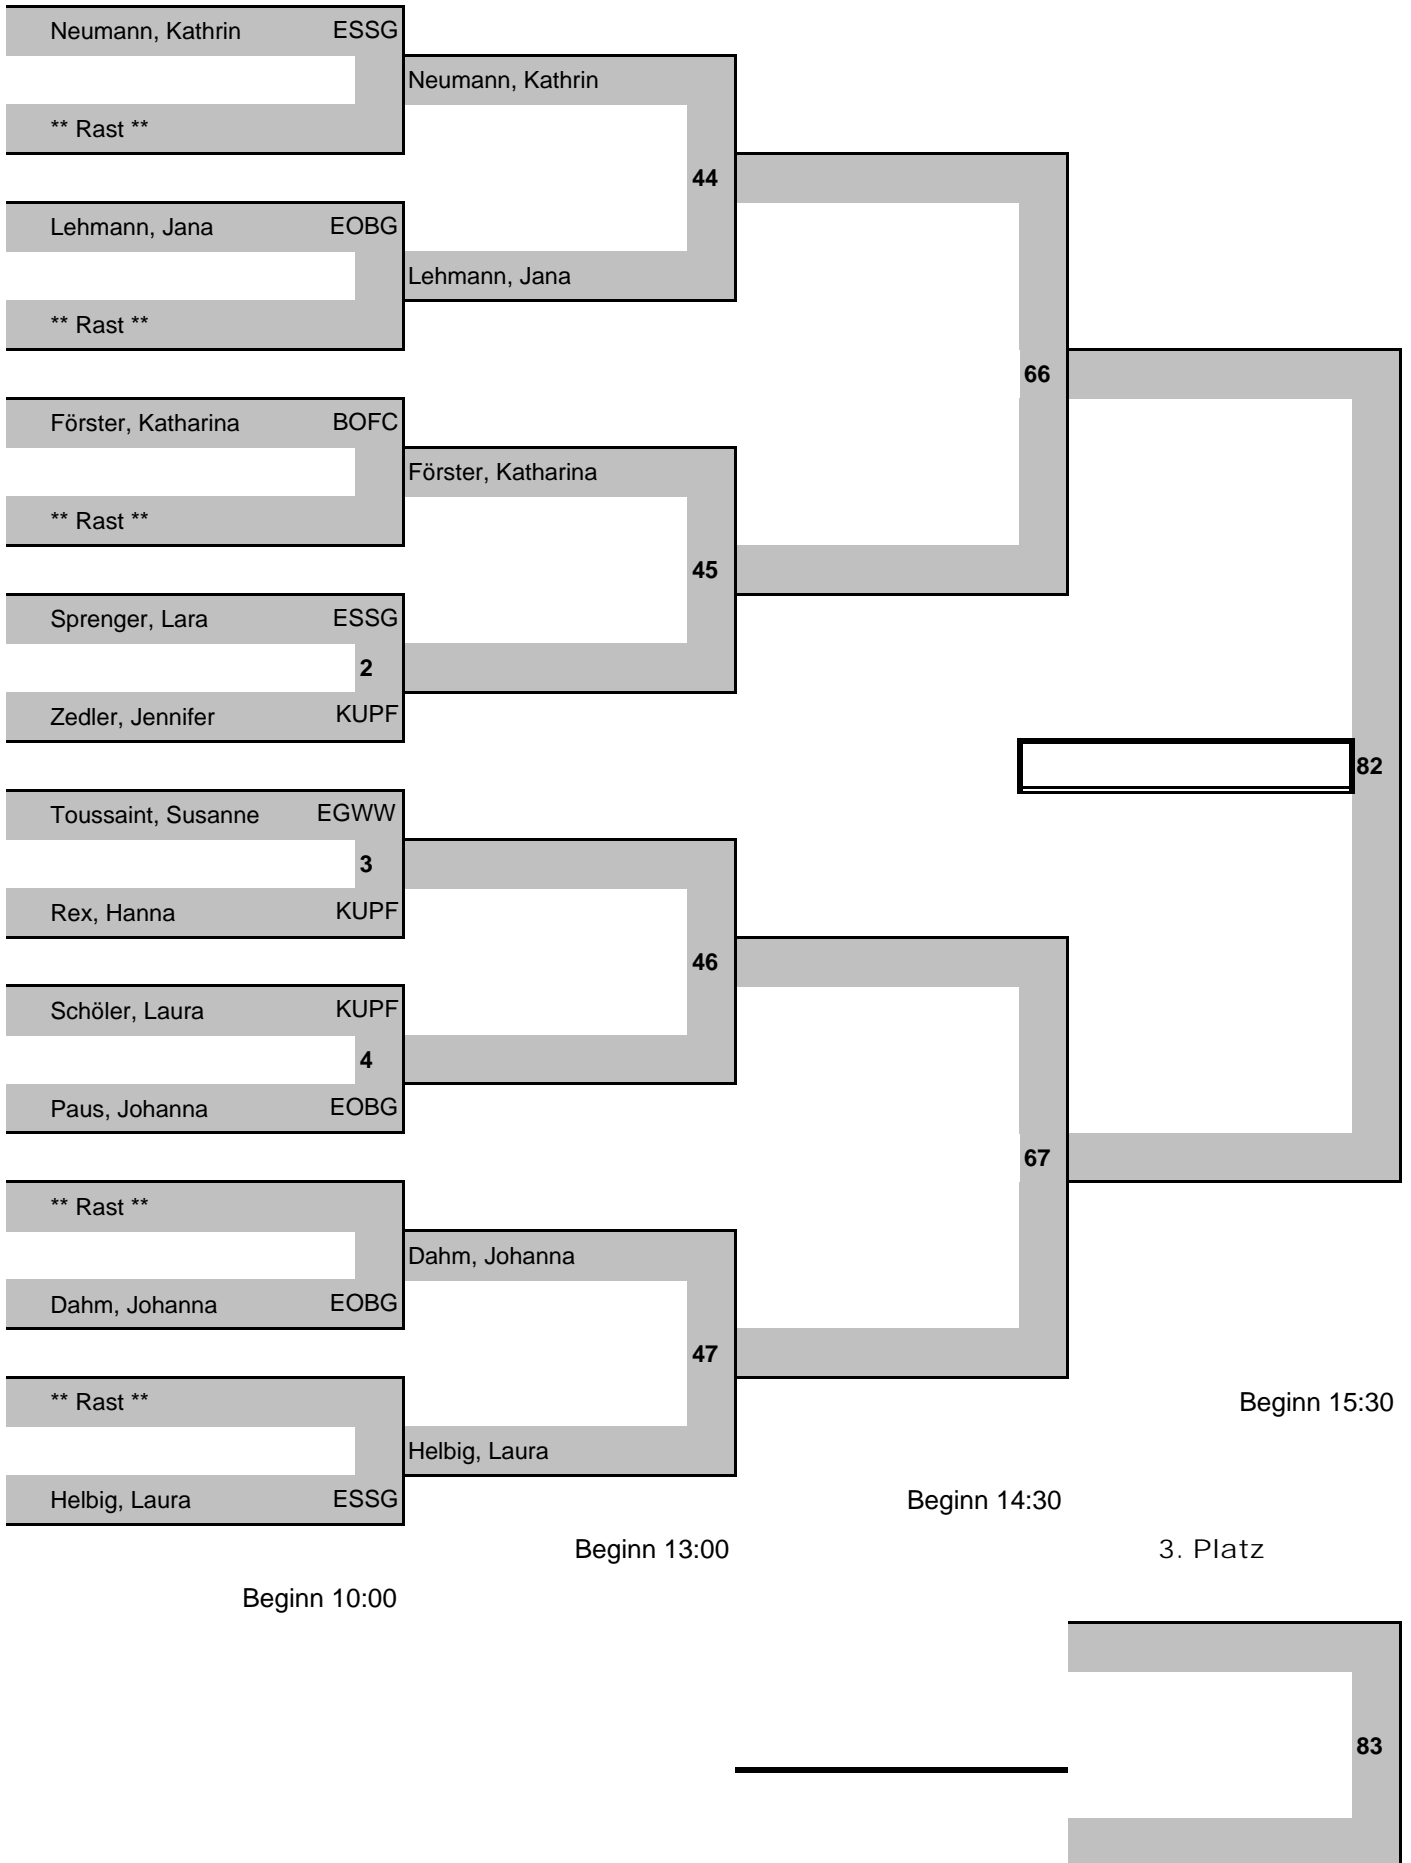 Neumann, Kathrin ESSG
Neumann, Kathrin
** Rast **
44
Lehmann, Jana EOBG
Lehmann, Jana
** Rast **
66
Förster, Katharina BOFC
Förster, Katharina
** Rast **
45
Sprenger, Lara ESSG
2
Zedler, Jennifer KUPF
82
Toussaint, Susanne EGWW
3
Rex, Hanna KUPF
46
Schöler, Laura KUPF
4
Paus, Johanna EOBG
67
** Rast **
Dahm, Johanna
Dahm, Johanna EOBG
47
** Rast **
Beginn 15:30
Helbig, Laura
Helbig, Laura ESSG
Beginn 14:30
Beginn 13:00
3. Platz
Beginn 10:00
83